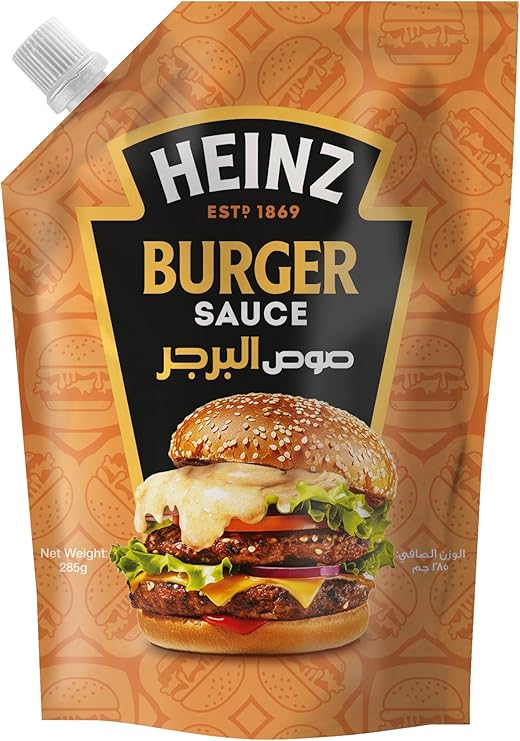 HEINZ
ESTD 1869
BURGER
SAUCE
صوص البرجر
Net Weight:
285g
الوزن الصافي:
٢٨٥ جم